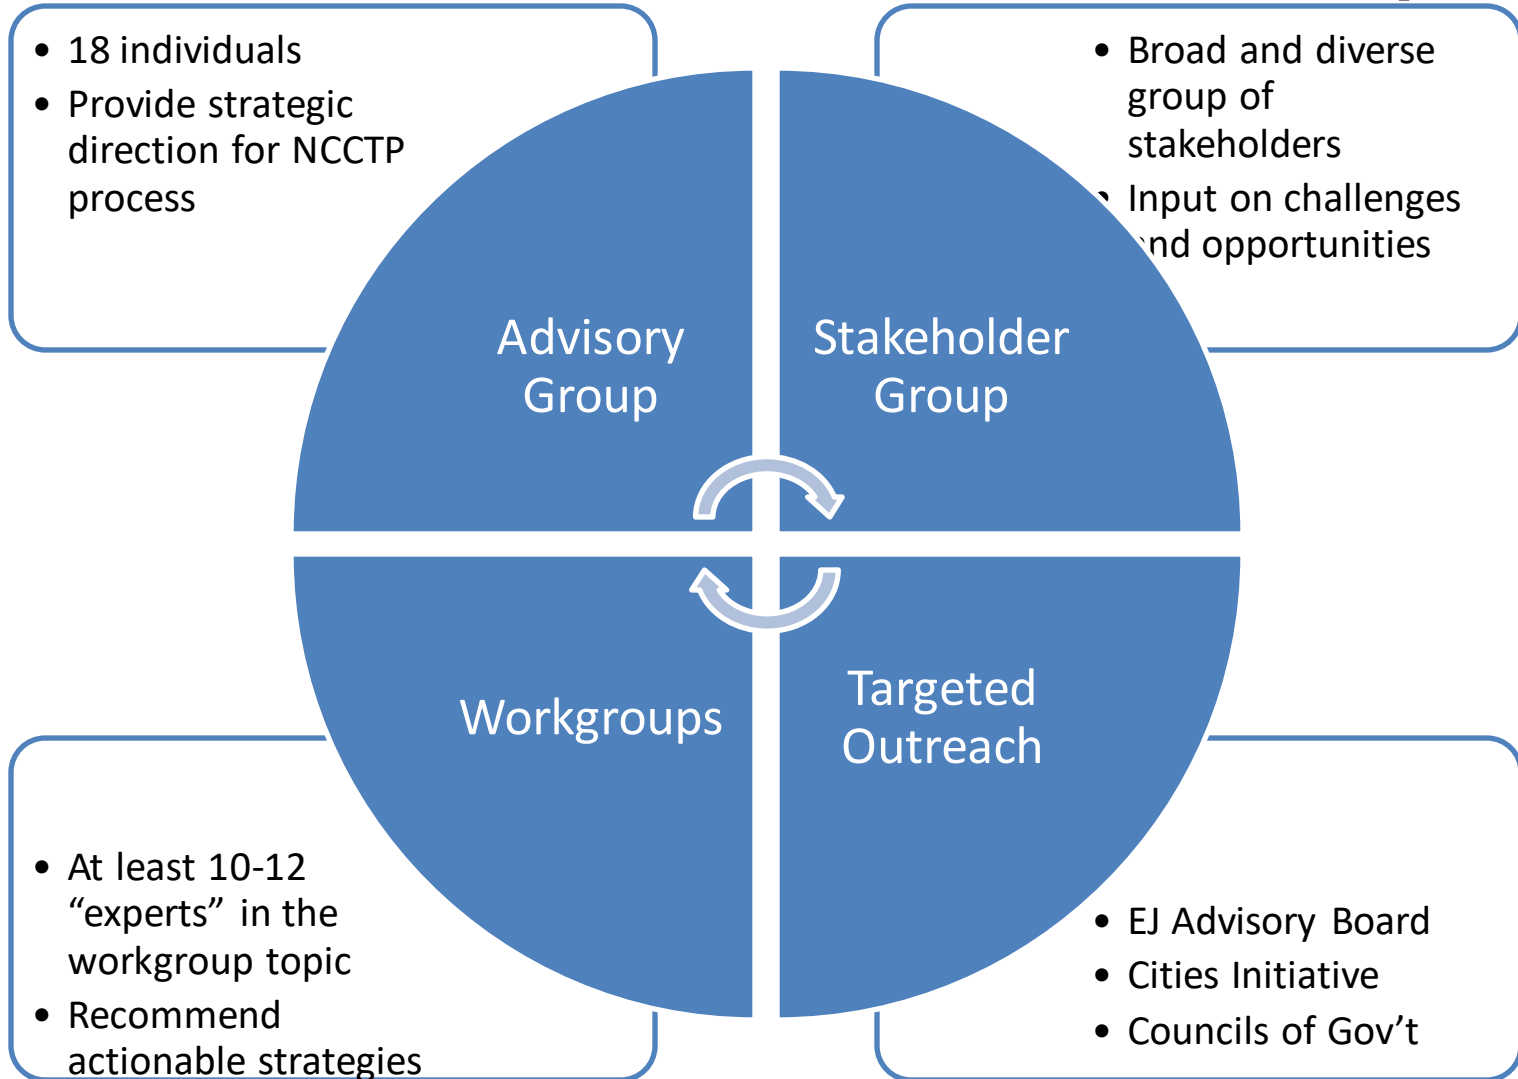 • 18 individuals
• Provide strategic
direction for NCCTP
process
• Broad and diverse
group of
stakeholders
• Input on challenges
and opportunities
Advisory
Group
Stakeholder
Group
Workgroups
Targeted
Outreach
• At least 10-12
“experts” in the
workgroup topic
• Recommend
actionable strategies
• EJ Advisory Board
• Cities Initiative
• Councils of Gov’t